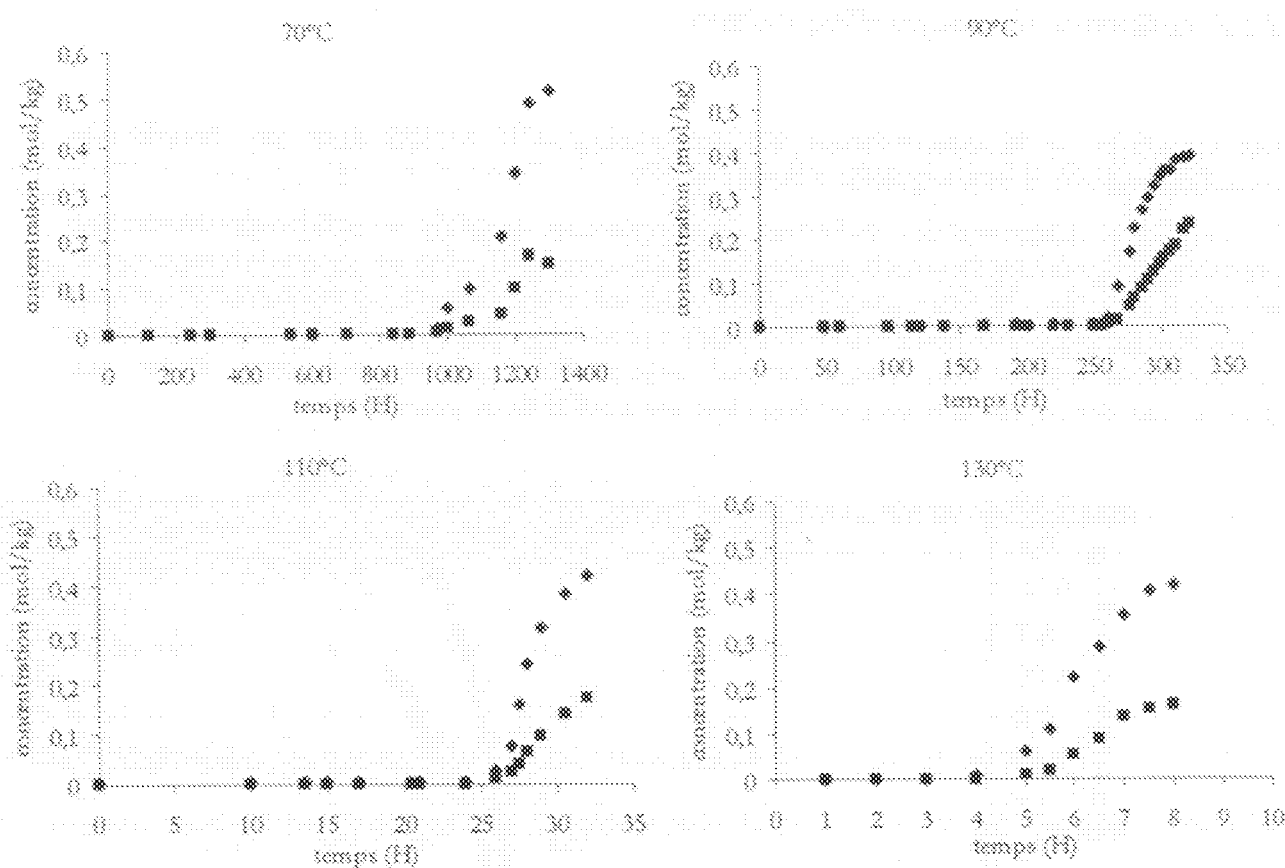 70°C
0,6
0,5
0,4
0,3
0,2
0,1
0
concentration (mol/kg)
0 200 400 600 800 1000 1200 1400
temps (H)
90°C
0,6
0,5
0,4
0,3
0,2
0,1
0
concentration (mol/kg)
0 50 100 150 200 250 300 350
temps (H)
110°C
0,6
0,5
0,4
0,3
0,2
0,1
0
concentration (mol/kg)
0 5 10 15 20 25 30 35
temps (H)
130°C
0,6
0,5
0,4
0,3
0,2
0,1
0
concentration (mol/kg)
0 1 2 3 4 5 6 7 8 9 10
temps (H)